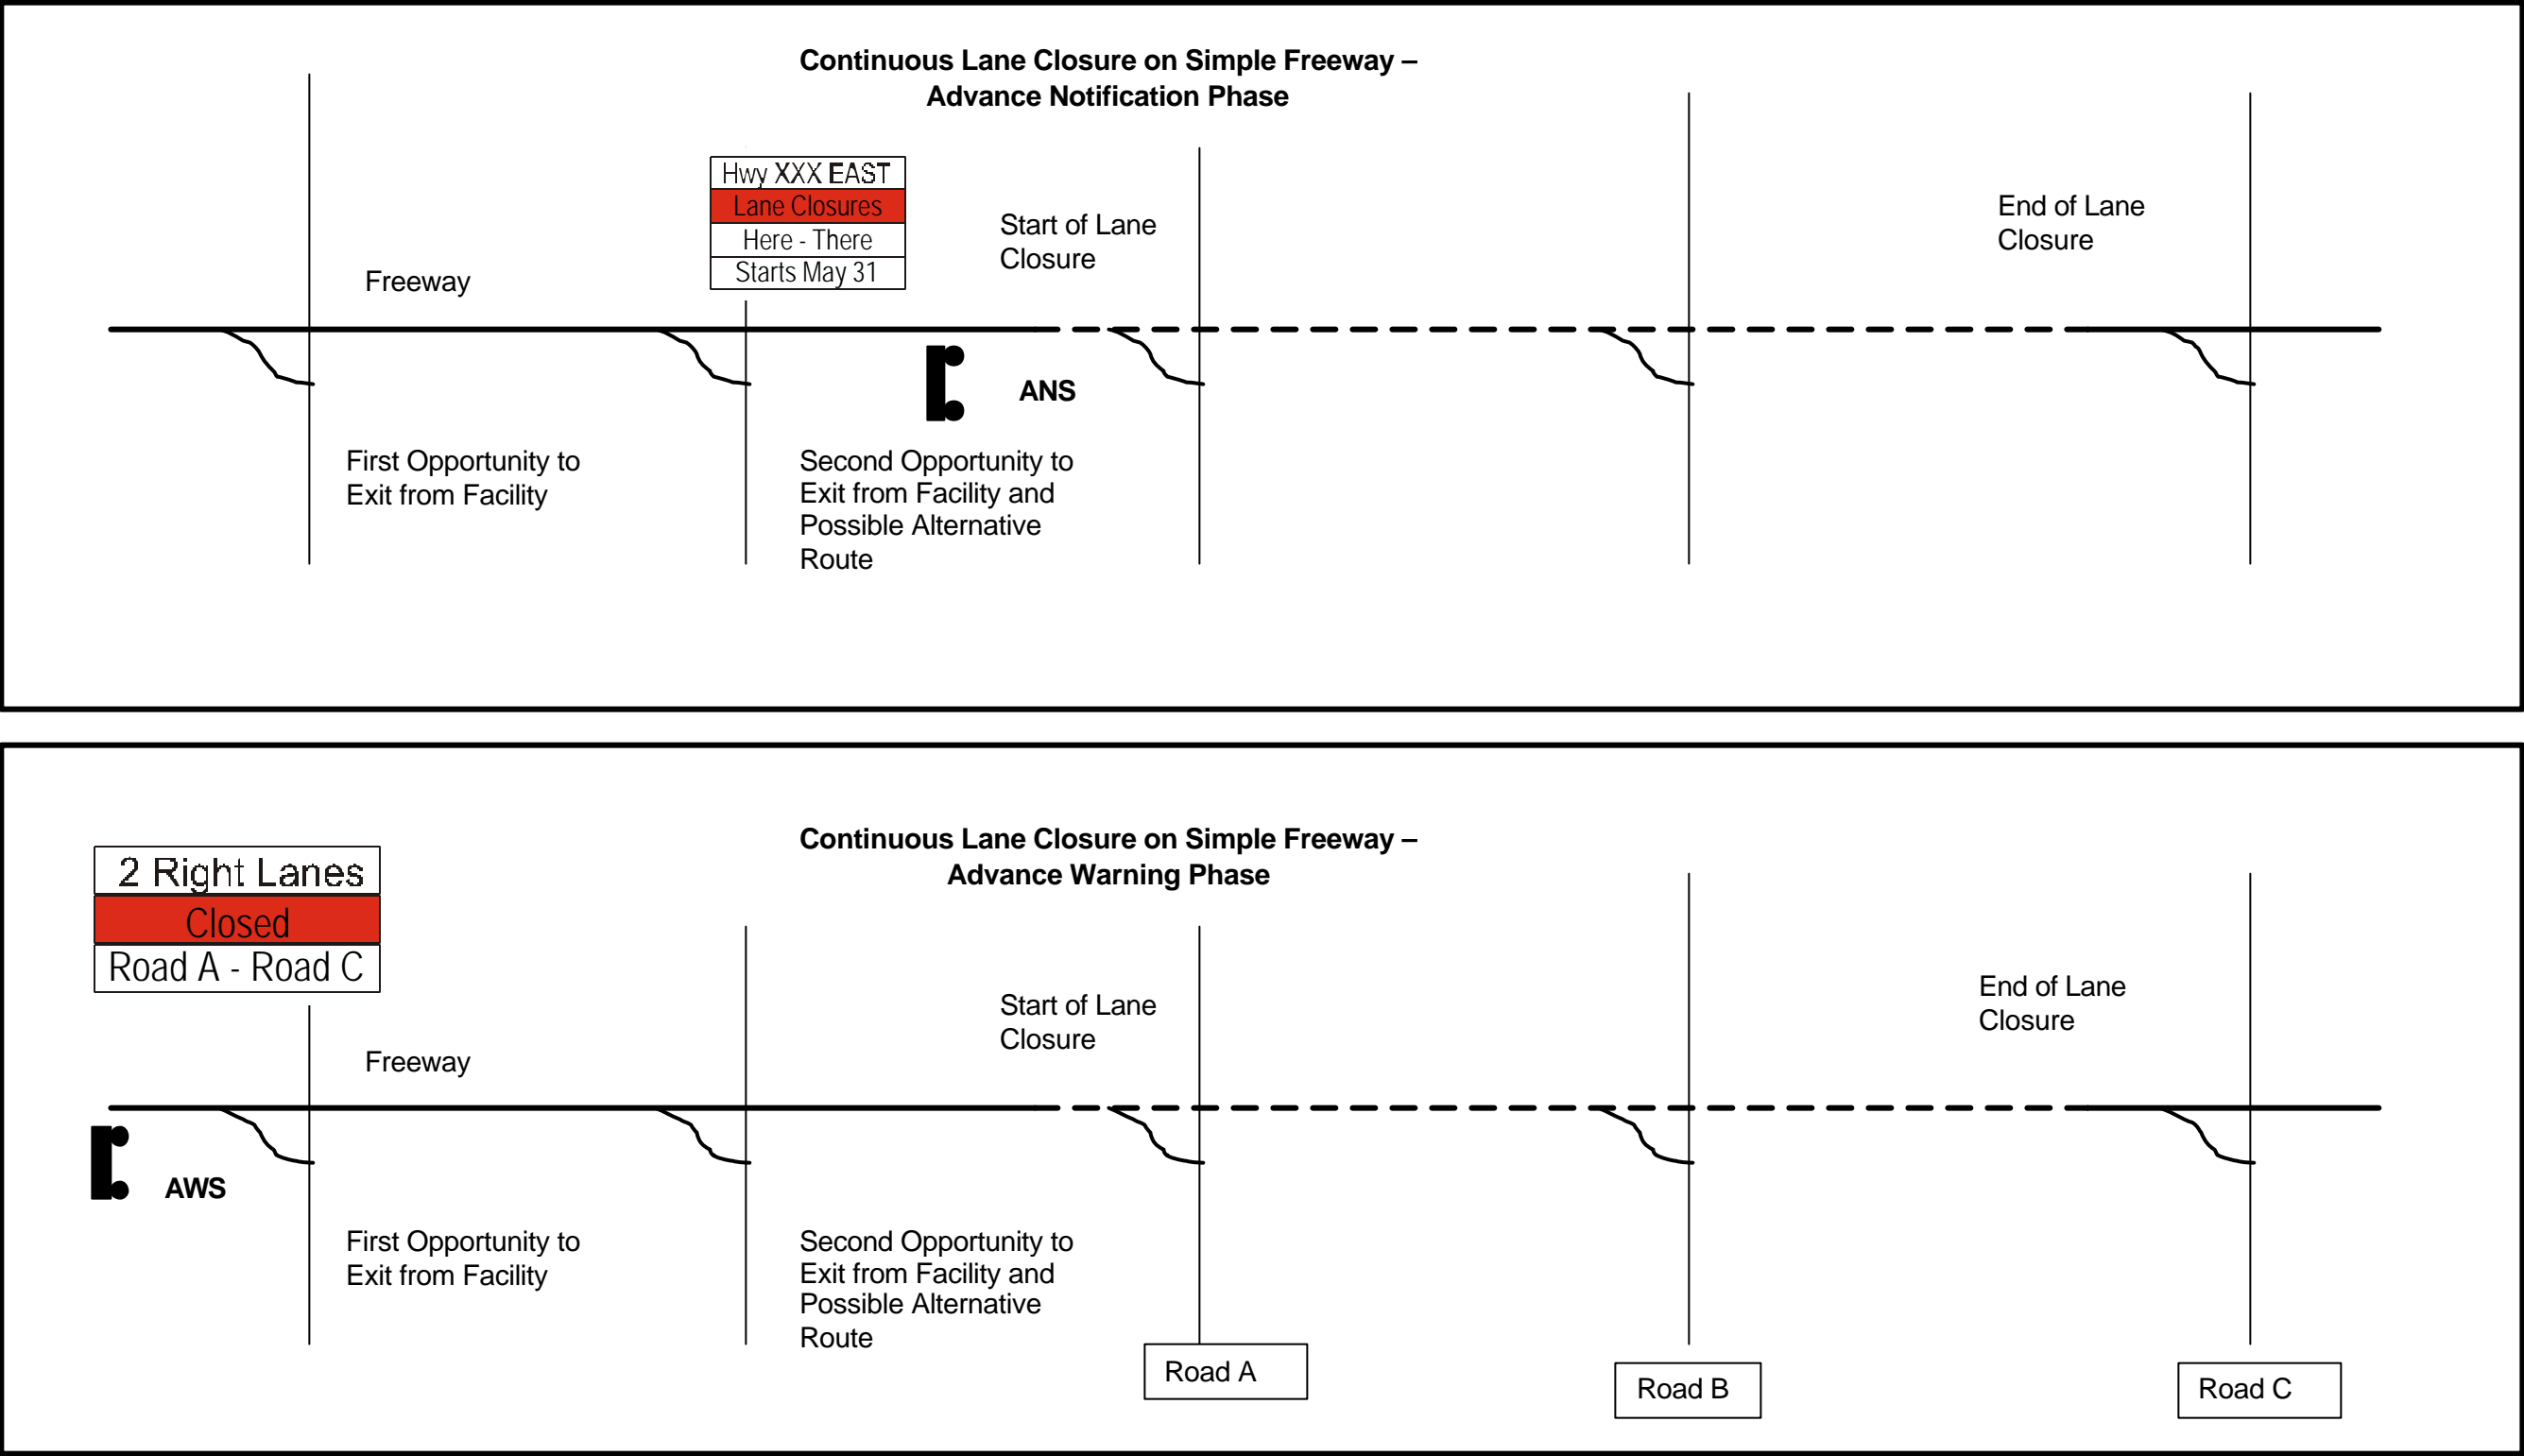 Continuous Lane Closure on Simple Freeway –
Advance Notification Phase
Hwy XXX EAST
Lane Closures
Here - There
Starts May 31
Start of Lane
Closure
End of Lane
Closure
Freeway
ANS
First Opportunity to
Exit from Facility
Second Opportunity to
Exit from Facility and
Possible Alternative
Route
Continuous Lane Closure on Simple Freeway –
Advance Warning Phase
2 Right Lanes
Closed
Road A - Road C
Start of Lane
Closure
End of Lane
Closure
Freeway
AWS
First Opportunity to
Exit from Facility
Second Opportunity to
Exit from Facility and
Possible Alternative
Route
Road A
Road B
Road C